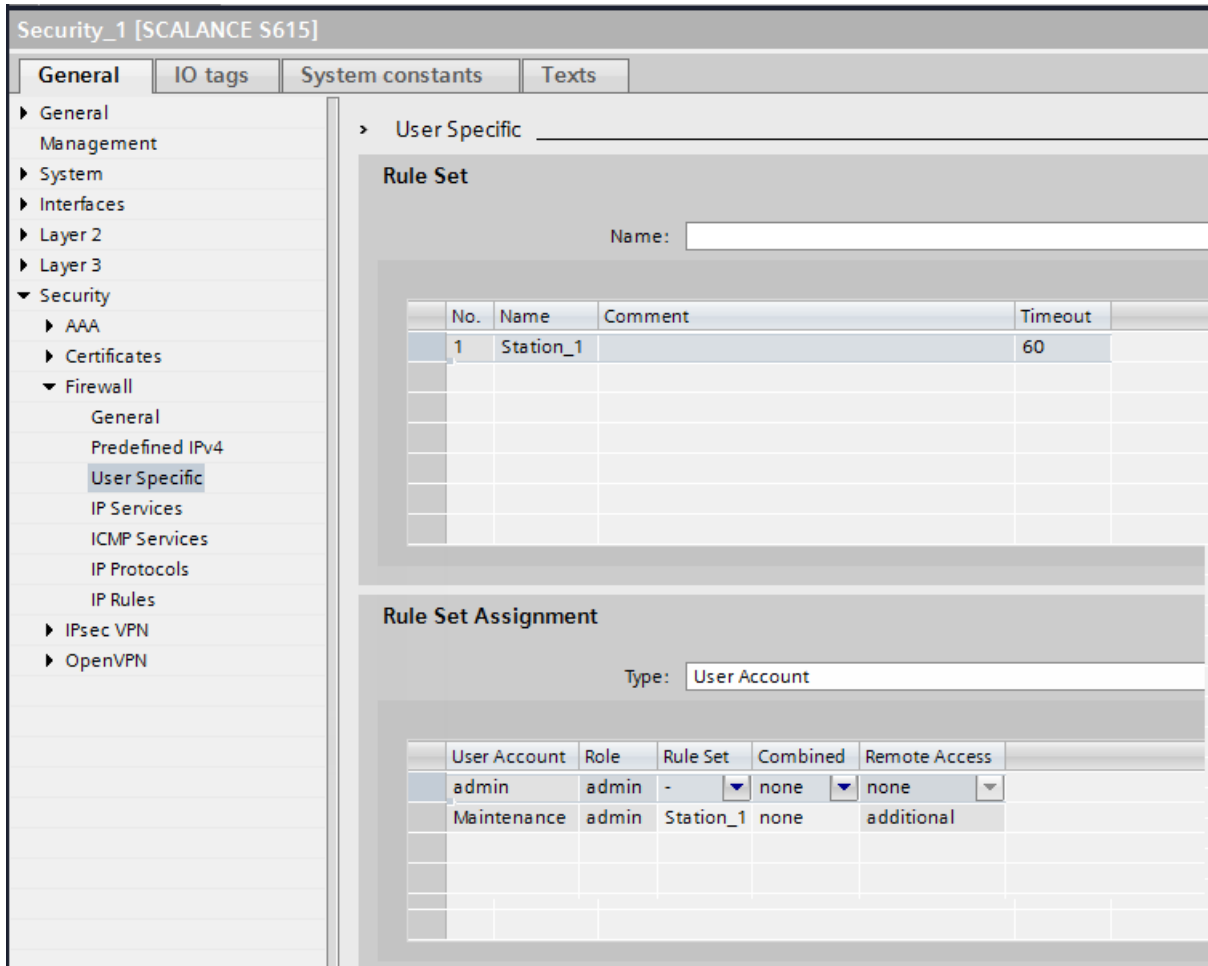 Security_1 [SCALANCE S615]
General IO tags System constants Texts
General
Management
System
Interfaces
Layer 2
Layer 3
Security
AAA
Certificates
Firewall
General
Predefined IPv4
User Specific
IP Services
ICMP Services
IP Protocols
IP Rules
IPsec VPN
OpenVPN
User Specific
Rule Set
Name:
No. Name Comment Timeout
1 Station_1 60
Rule Set Assignment
Type: User Account
User Account Role Rule Set Combined Remote Access
admin admin - none none
Maintenance admin Station_1 none additional